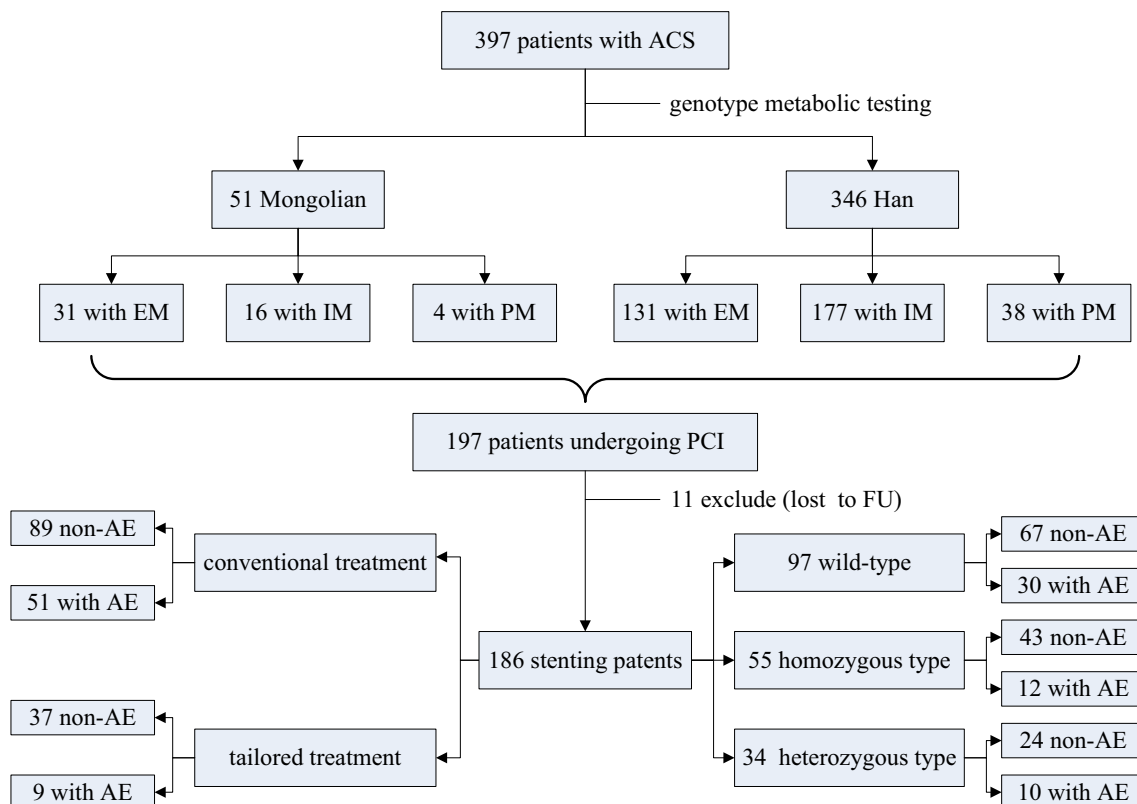 397 patients with ACS
genotype metabolic testing
51 Mongolian
346 Han
31 with EM
16 with IM
4 with PM
131 with EM
177 with IM
38 with PM
197 patients undergoing PCI
11 exclude (lost to FU)
89 non-AE
conventional treatment
51 with AE
97 wild-type
67 non-AE
30 with AE
186 stenting patents
55 homozygous type
43 non-AE
12 with AE
37 non-AE
tailored treatment
9 with AE
34 heterozygous type
24 non-AE
10 with AE